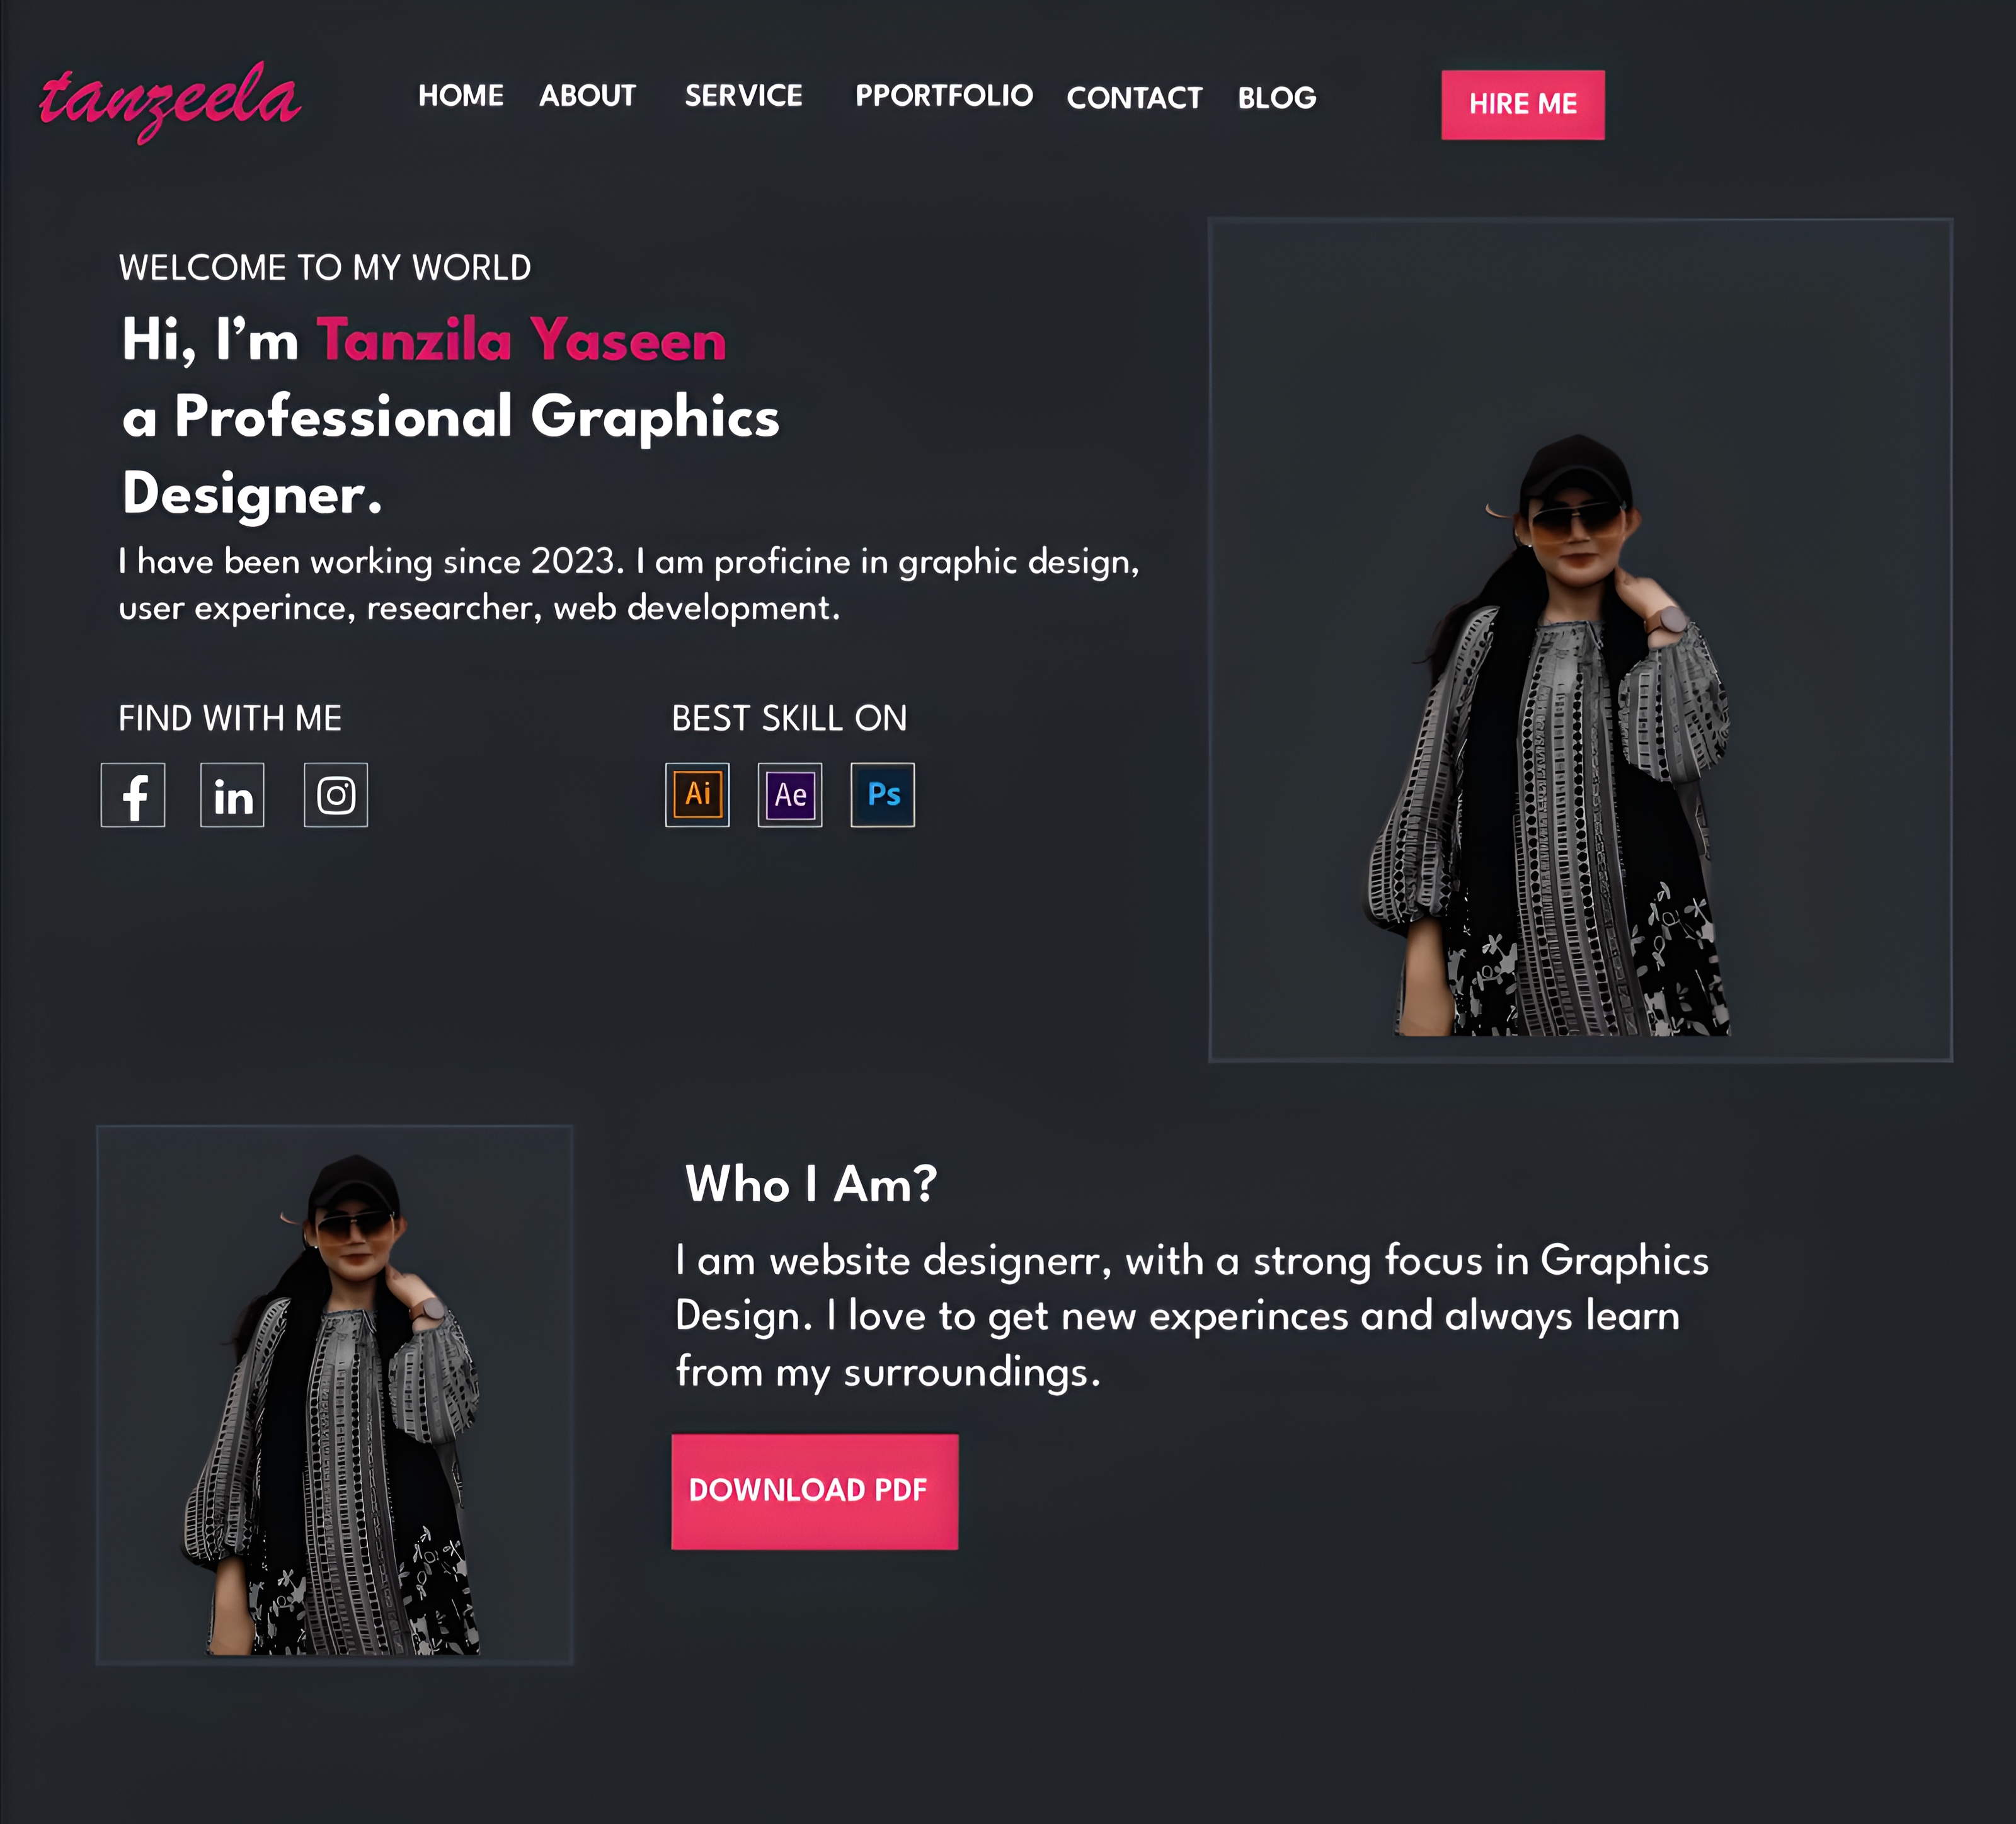 tanzeela
HOME ABOUT SERVICE PPORTFOLIO CONTACT BLOG HIRE ME
WELCOME TO MY WORLD
Hi, I’m Tanzila Yaseen
a Professional Graphics
Designer.
I have been working since 2023. I am proficine in graphic design,
user experince, researcher, web development.
FIND WITH ME BEST SKILL ON
f in Ai Ae Ps
Who I Am?
I am website designerr, with a strong focus in Graphics
Design. I love to get new experinces and always learn
from my surroundings.
DOWNLOAD PDF